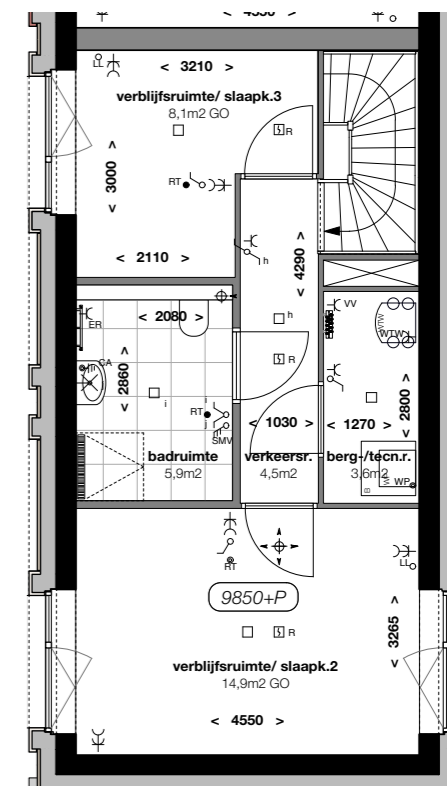 < 4550 >
LL
< 3210 >
verblijfsruimte/ slaapk.3
8,1m2 GO
R
< 3000 >
RT
h
< 4290 >
< 2110 >
< 2080 >
h
VV
WTW
WTW
ER
R
CA
< 2860 >
i
i
RT
j
SMV
< 1030 >
< 1270 >
< 2800 >
badruimte
5,9m2
verkeersr.
4,5m2
berg-/tecn.r.
3,6m2
WP
B
RT
LL
9850+P
R
< 3265 >
verblijfsruimte/ slaapk.2
14,9m2 GO
< 4550 >